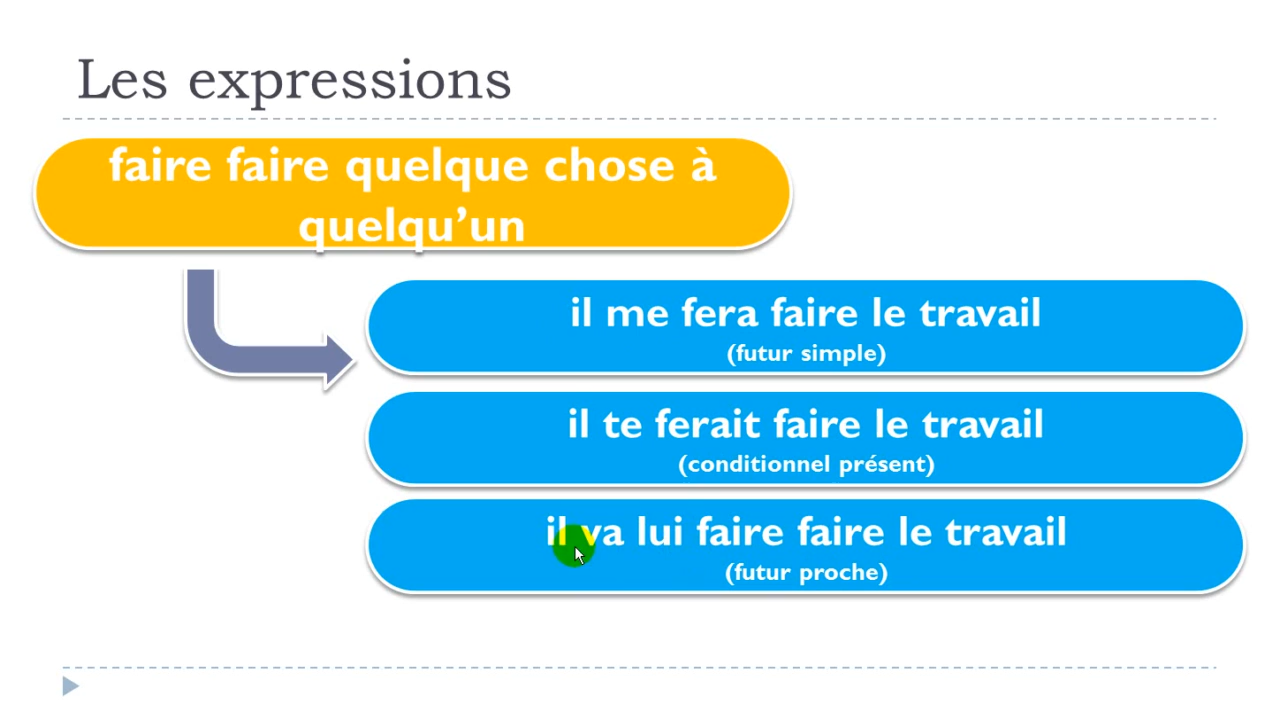 Les expressions
faire faire quelque chose à
quelqu’un
il me fera faire le travail
(futur simple)
il te ferait faire le travail
(conditionnel présent)
il va lui faire faire le travail
(futur proche)